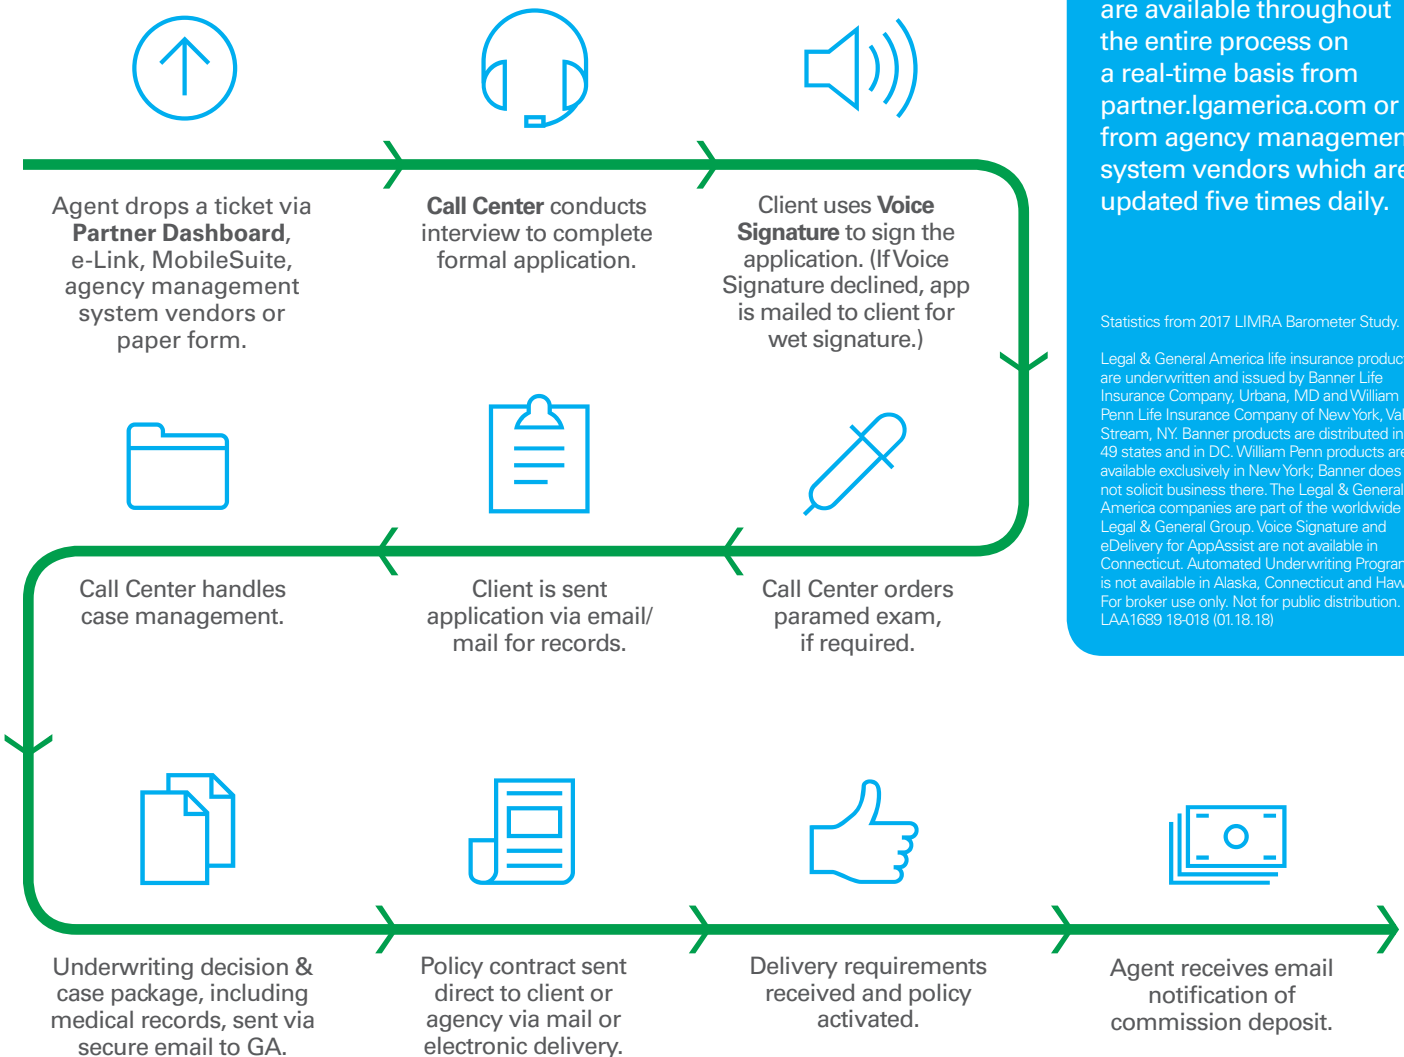 Agent drops a ticket via
Partner Dashboard,
e-Link, MobileSuite,
agency management
system vendors or
paper form.
Call Center conducts
interview to complete
formal application.
Client uses Voice
Signature to sign the
application. (If Voice
Signature declined, app
is mailed to client for
wet signature.)
Call Center handles
case management.
Client is sent
application via email/
mail for records.
Call Center orders
paramed exam,
if required.
Underwriting decision &
case package, including
medical records, sent via
secure email to GA.
Policy contract sent
direct to client or
agency via mail or
electronic delivery.
Delivery requirements
received and policy
activated.
Agent receives email
notification of
commission deposit.
are available throughout
the entire process on
a real-time basis from
partner.lgamerica.com or
from agency
system vendors which
updated five times daily.
Statistics from 2017 LIMRA Barometer Study.
Legal & General America life insurance
are underwritten and issued by Banner Life
Insurance Company, Urbana, MD and William
Penn Life Insurance Company of New York,
Stream, NY. Banner products are distributed in
49 states and in DC. William Penn products
available exclusively in New York; Banner does
not solicit business there. The Legal & General
America companies are part of the worldwide
Legal & General Group. Voice Signature and
eDelivery for AppAssist are not available in
Connecticut. Automated Underwriting
is not available in Alaska, Connecticut and
For broker use only. Not for public distribution.
LAA1689 18-018 (01.18.18)